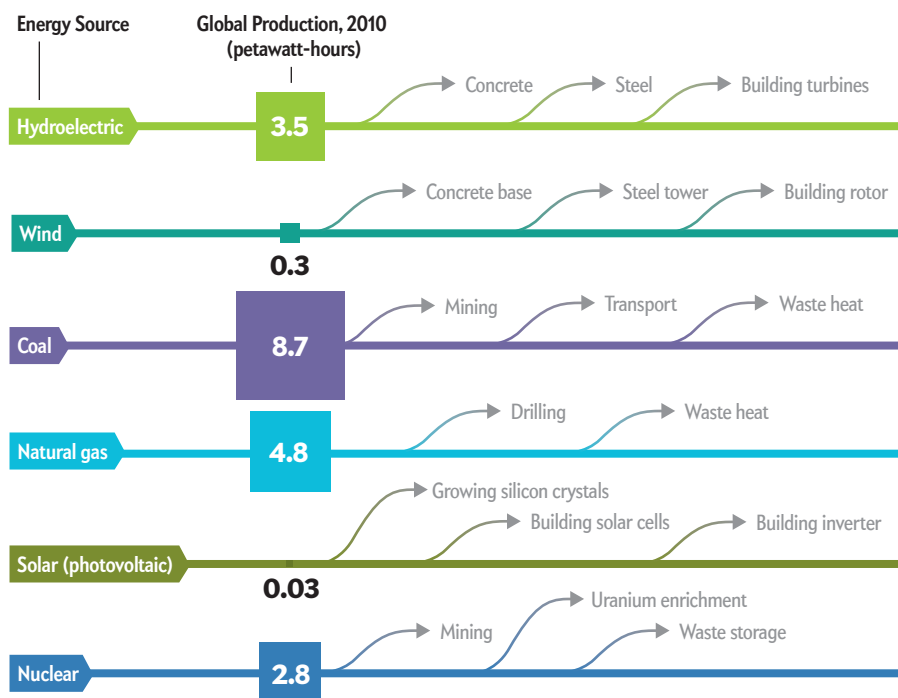 Energy Source
Global Production, 2010
(petawatt-hours)
Concrete
Steel
Building turbines
Hydroelectric
3.5
Concrete base
Steel tower
Building rotor
Wind
0.3
Mining
Transport
Waste heat
Coal
8.7
Drilling
Waste heat
Natural gas
4.8
Growing silicon crystals
Building solar cells
Building inverter
Solar (photovoltaic)
0.03
Uranium enrichment
Mining
Waste storage
Nuclear
2.8